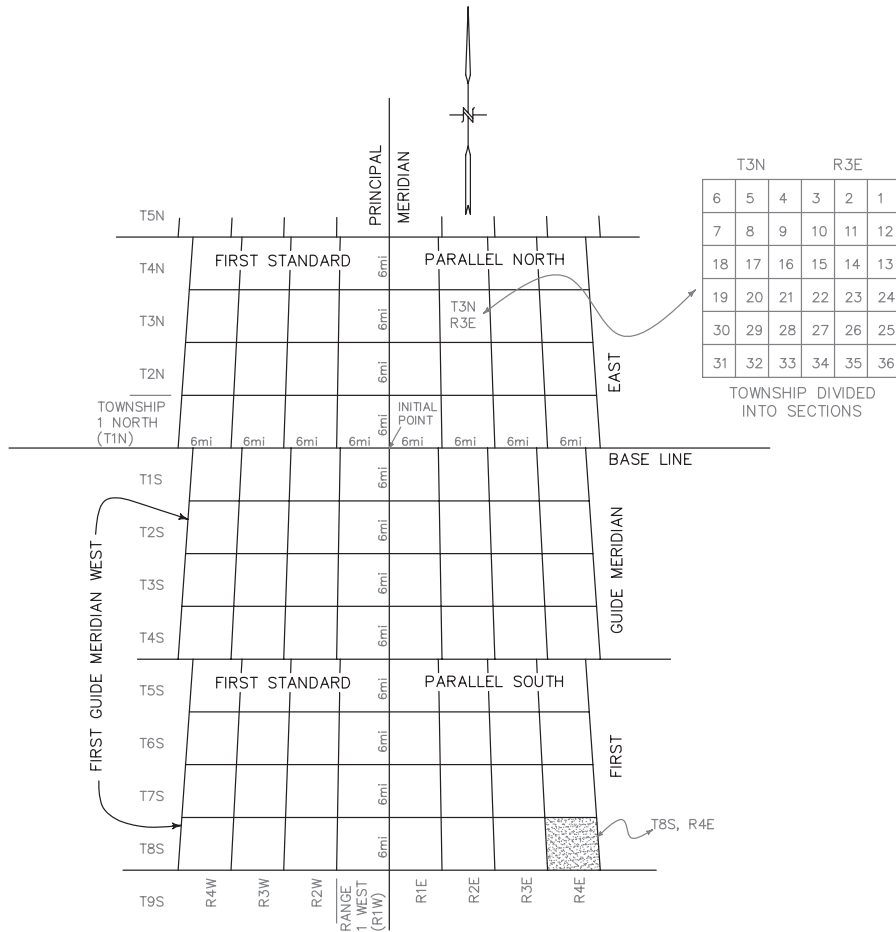 N
PRINCIPAL
MERIDIAN
T3N R3E
6 5 4 3 2 1
7 8 9 10 11 12
18 17 16 15 14 13
19 20 21 22 23 24
30 29 28 27 26 25
31 32 33 34 35 36
TOWNSHIP DIVIDED
INTO SECTIONS
T5N
T4N
FIRST STANDARD
6mi
PARALLEL NORTH
T3N
6mi
T3N
R3E
T2N
6mi
EAST
TOWNSHIP
1 NORTH
(T1N)
6mi
INITIAL
POINT
6mi 6mi 6mi 6mi 6mi 6mi 6mi 6mi
BASE LINE
T1S
6mi
T2S
6mi
T3S
6mi
T4S
6mi
GUIDE MERIDIAN
FIRST GUIDE MERIDIAN WEST
T5S
FIRST STANDARD
6mi
PARALLEL SOUTH
T6S
6mi
FIRST
T7S
6mi
T8S
6mi
T8S, R4E
T9S
R4W
R3W
R2W
RANGE
1 WEST
(R1W)
R1E
R2E
R3E
R4E